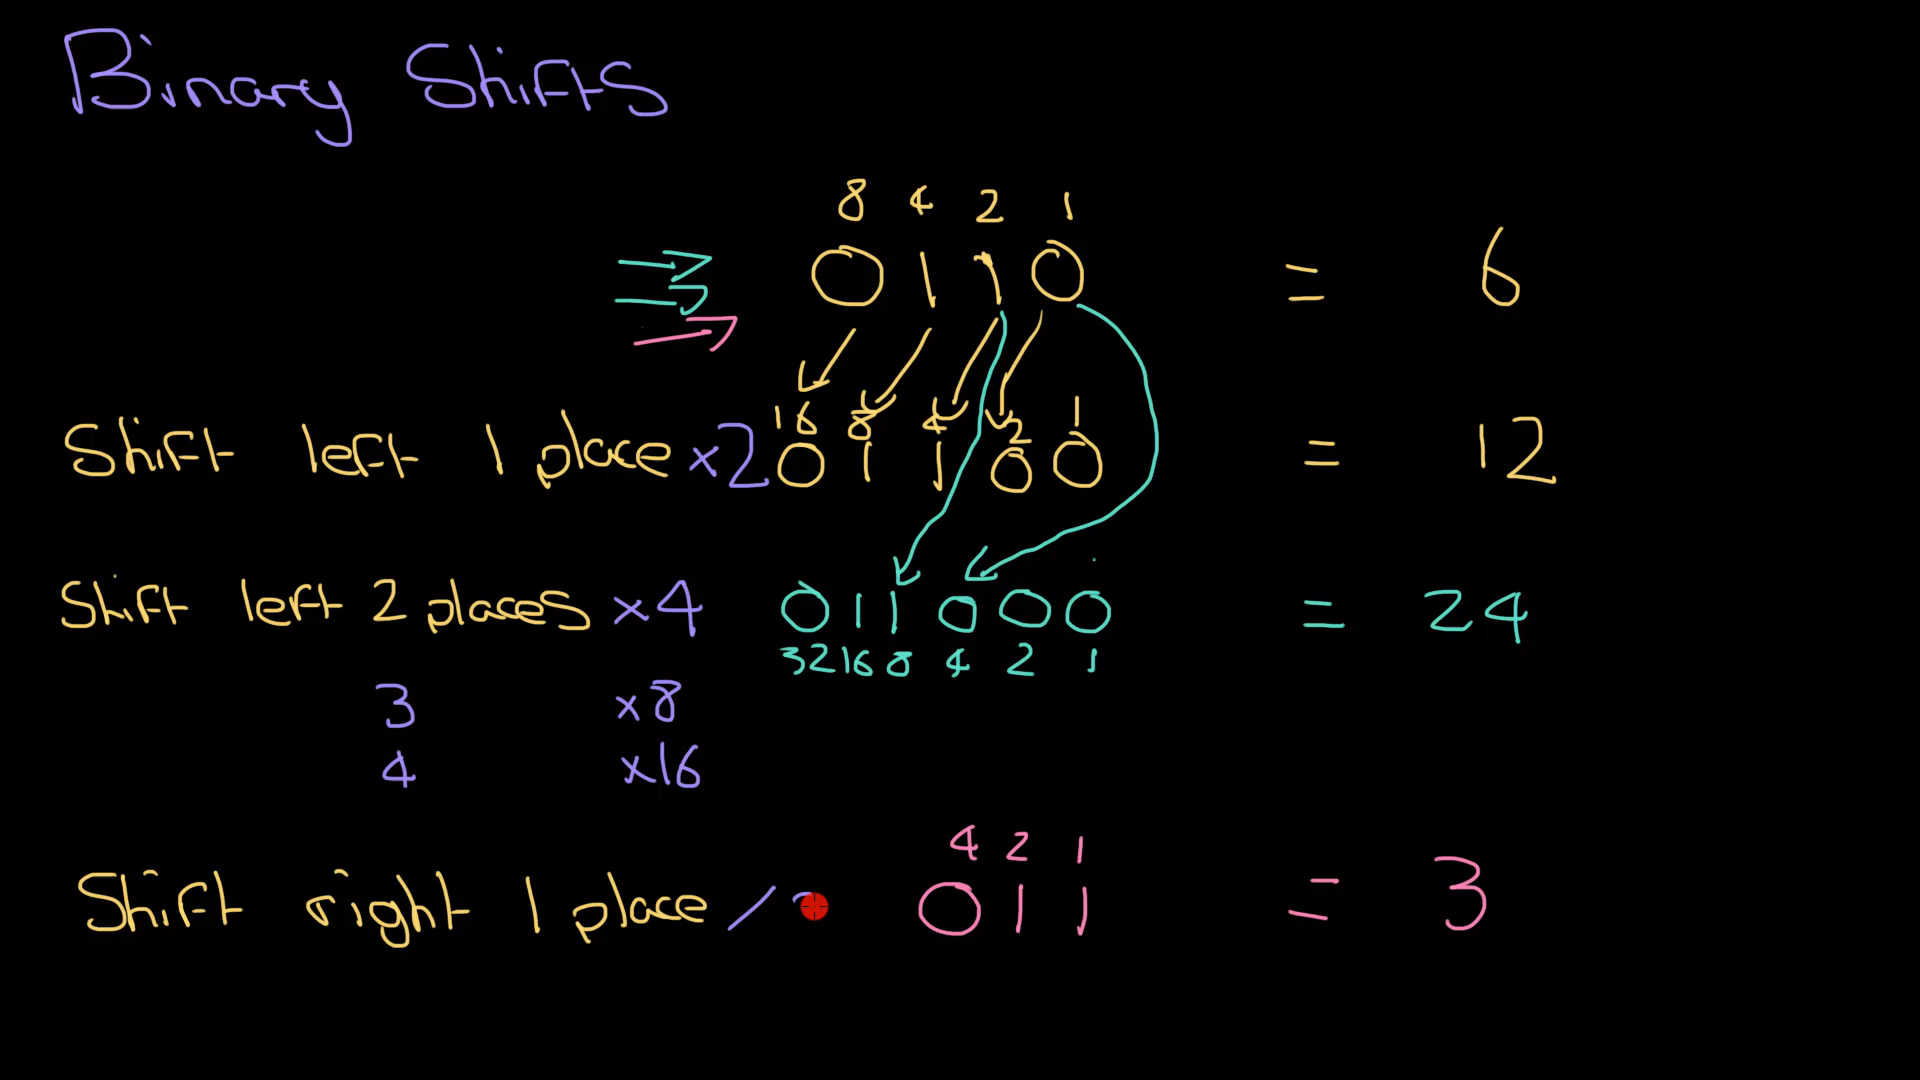 Binary Shifts
8 4 2 1
0 1 1 0 = 6
16 8 4 2 1
Shift left 1 place ×2 0 1 1 0 0 = 12
Shift left 2 places ×4 0 1 1 0 0 0 = 24
32 16 8 4 2 1
3 ×8
4 ×16
4 2 1
Shift right 1 place / 0 1 1 = 3